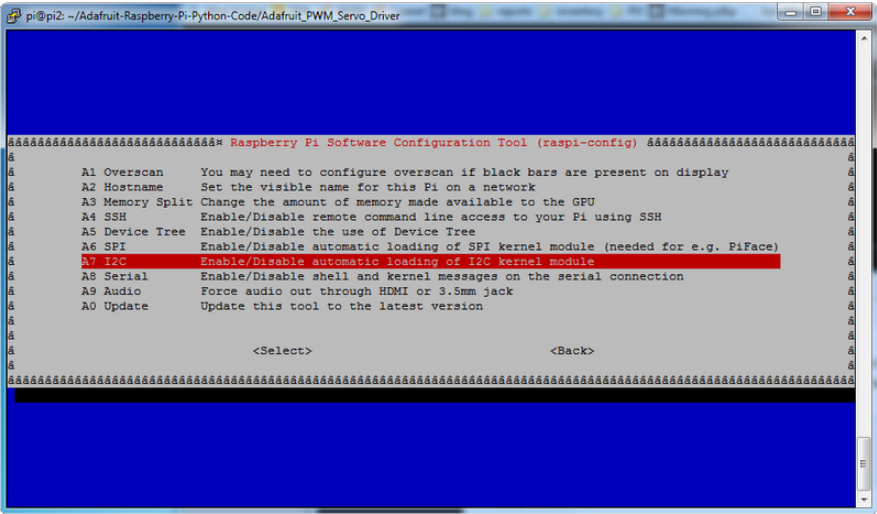 pi@pi2: ~/Adafruit-Raspberry-Pi-Python-Code/Adafruit_PWM_Servo_Driver
Raspberry Pi Software Configuration Tool (raspi-config)
A1 Overscan You may need to configure overscan if black bars are present on display
A2 Hostname Set the visible name for this Pi on a network
A3 Memory Split Change the amount of memory made available to the GPU
A4 SSH Enable/Disable remote command line access to your Pi using SSH
A5 Device Tree Enable/Disable the use of Device Tree
A6 SPI Enable/Disable automatic loading of SPI kernel module (needed for e.g. PiFace)
A7 I2C Enable/Disable automatic loading of I2C kernel module
A8 Serial Enable/Disable shell and kernel messages on the serial connection
A9 Audio Force audio out through HDMI or 3.5mm jack
A0 Update Update this tool to the latest version
<Select> <Back>